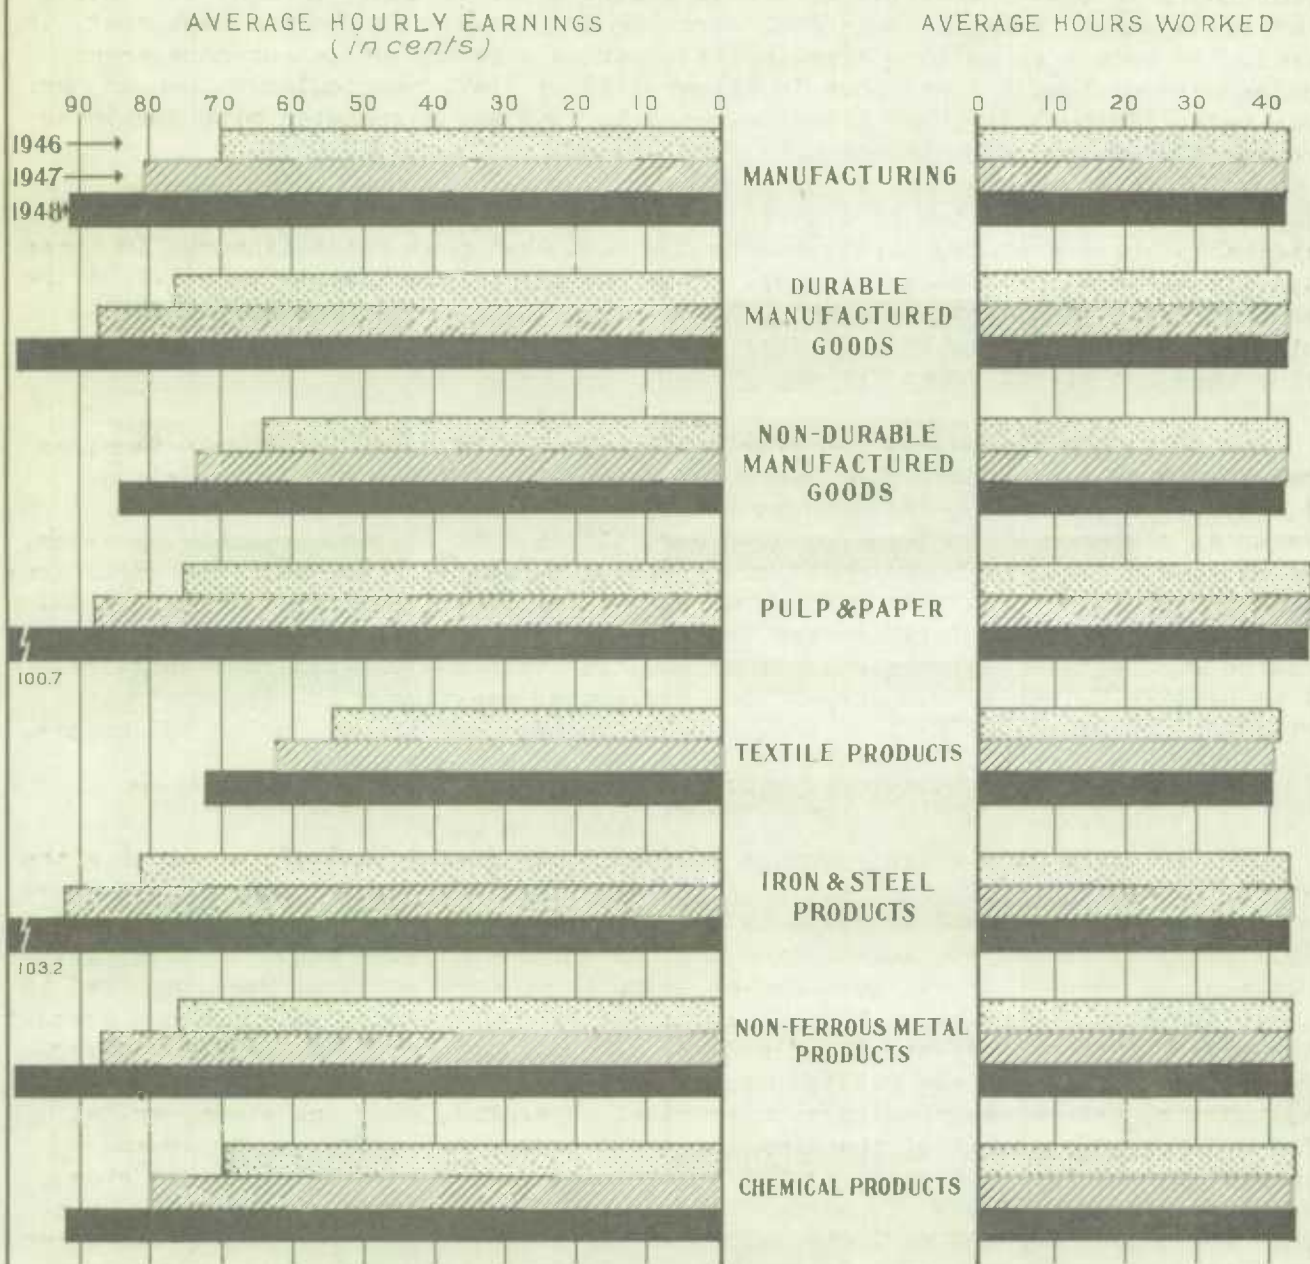 AVERAGE HOURLY EARNINGS
(in cents)
AVERAGE HOURS WORKED
90 80 70 60 50 40 30 20 10 0
0 10 20 30 40
1946
1947
1948
MANUFACTURING
DURABLE
MANUFACTURED
GOODS
NON-DURABLE
MANUFACTURED
GOODS
PULP & PAPER
100.7
TEXTILE PRODUCTS
IRON & STEEL
PRODUCTS
103.2
NON-FERROUS METAL
PRODUCTS
CHEMICAL PRODUCTS